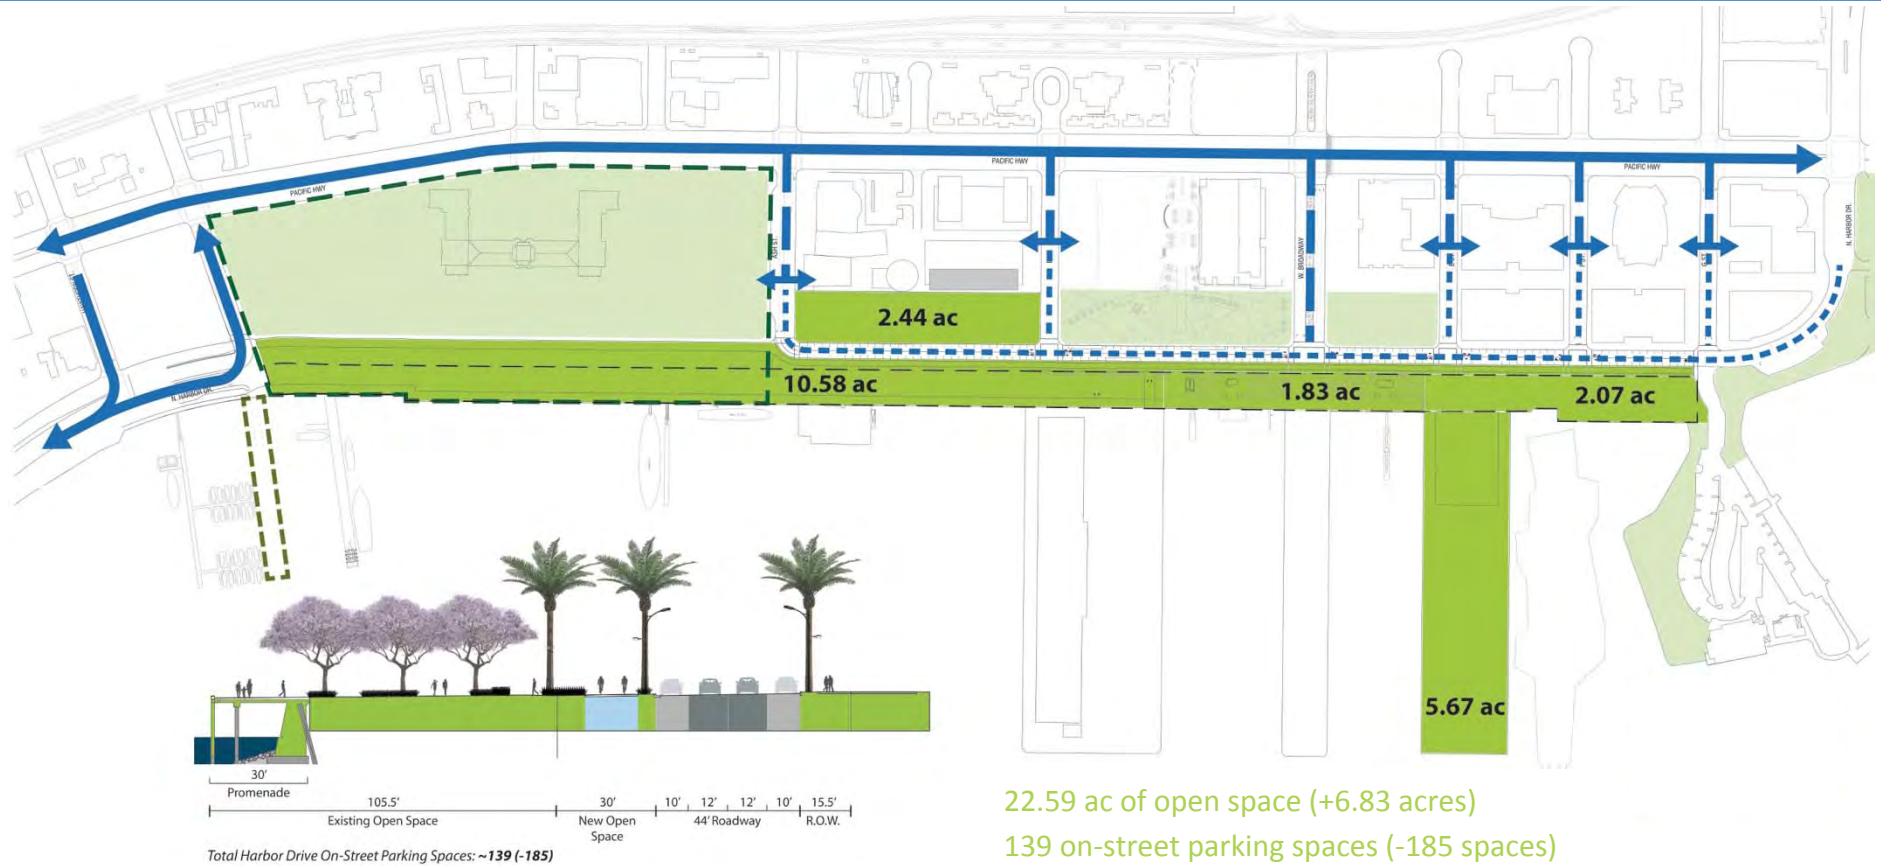 PACIFIC HWY
PACIFIC HWY
PACIFIC HWY
ASH ST.
W. BROADWAY
G ST.
N. HARBOR DR.
N. HARBOR DR.
2.44 ac
10.58 ac
1.83 ac
2.07 ac
5.67 ac
30'
Promenade
105.5'
30'
10'
12'
12'
10'
15.5'
Existing Open Space
New Open
Space
44' Roadway
R.O.W.
Total Harbor Drive On-Street Parking Spaces: ~139 (-185)
22.59 ac of open space (+6.83 acres)
139 on-street parking spaces (-185 spaces)